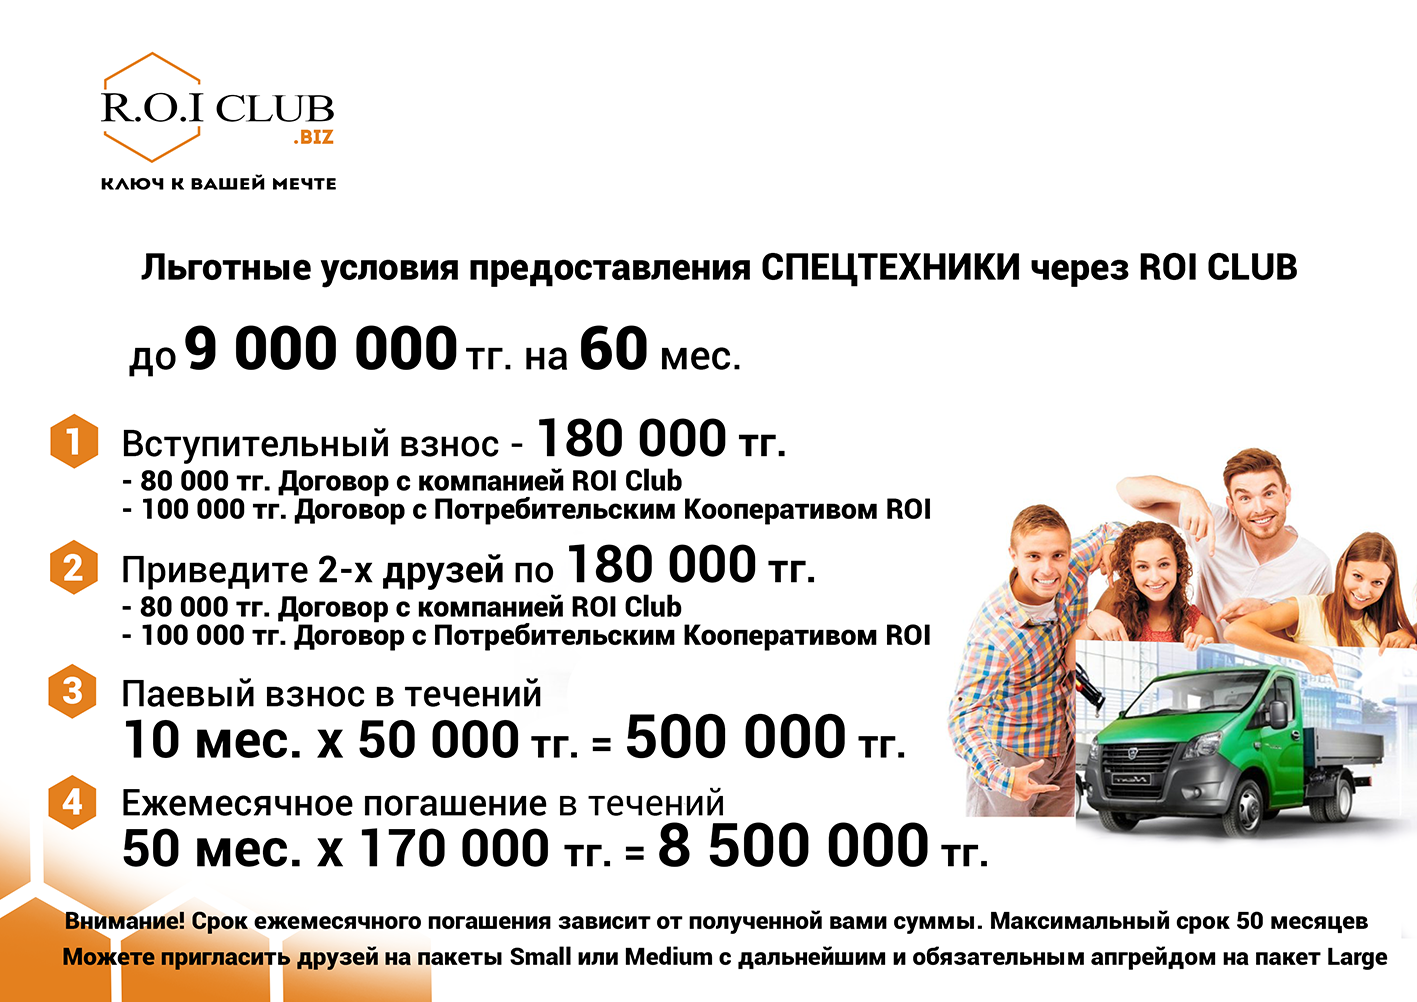 R.O.I CLUB
.BIZ
КЛЮЧ К ВАШЕЙ МЕЧТЕ
Льготные условия предоставления СПЕЦТЕХНИКИ через ROI CLUB
до 9 000 000 тг. на 60 мес.
1 Вступительный взнос - 180 000 тг.
- 80 000 тг. Договор с компанией ROI Club
- 100 000 тг. Договор с Потребительским Кооперативом ROI
2 Приведите 2-х друзей по 180 000 тг.
- 80 000 тг. Договор с компанией ROI Club
- 100 000 тг. Договор с Потребительским Кооперативом ROI
3 Паевый взнос в течений
10 мес. х 50 000 тг. = 500 000 тг.
4 Ежемесячное погашение в течений
50 мес. х 170 000 тг. = 8 500 000 тг.
Внимание! Срок ежемесячного погашения зависит от полученной вами суммы. Максимальный срок 50 месяцев
Можете пригласить друзей на пакеты Small или Medium с дальнейшим и обязательным апгрейдом на пакет Large